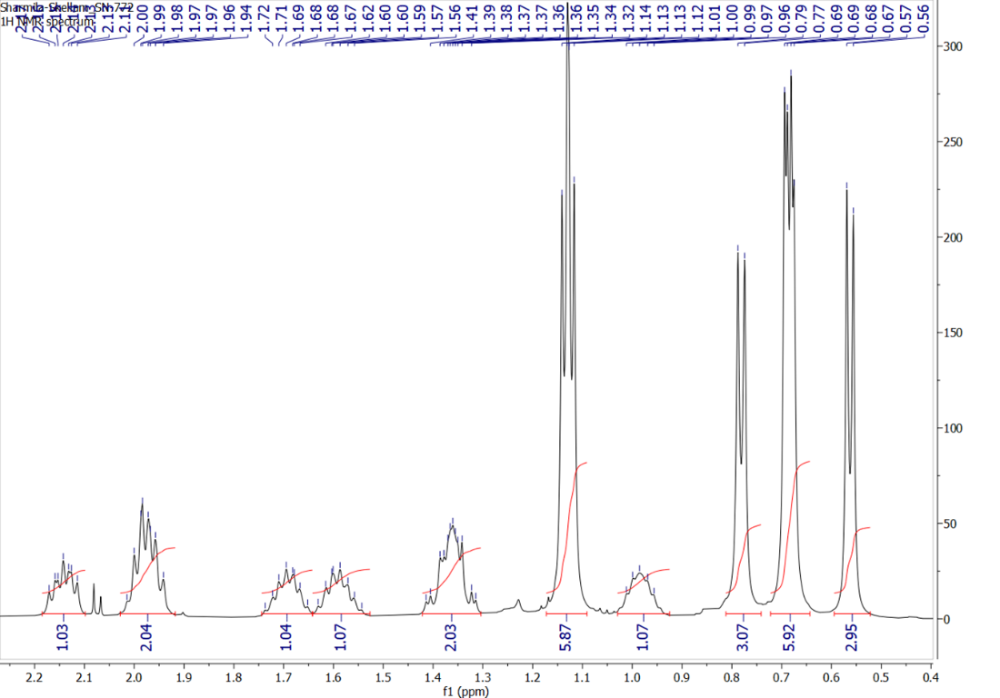 Sharmila-Shekem-SN-772
1H NMR spectrum
2.00 1.99 1.98 1.97 1.97 1.96 1.94 1.72 1.71 1.69 1.68 1.68 1.67 1.62 1.60 1.60 1.59 1.57 1.56 1.41 1.39 1.38 1.37 1.37 1.36 1.36 1.35 1.34 1.32 1.14 1.13 1.13 1.12 1.01 1.00 0.99 0.97 0.96 0.79 0.77 0.69 0.69 0.68 0.67 0.57 0.56
300
250
200
150
100
50
0
1.03 2.04 1.04 1.07 2.03 5.87 1.07 3.07 5.92 2.95
2.2 2.1 2.0 1.9 1.8 1.7 1.6 1.5 1.4 1.3 1.2 1.1 1.0 0.9 0.8 0.7 0.6 0.5 0.4
f1 (ppm)